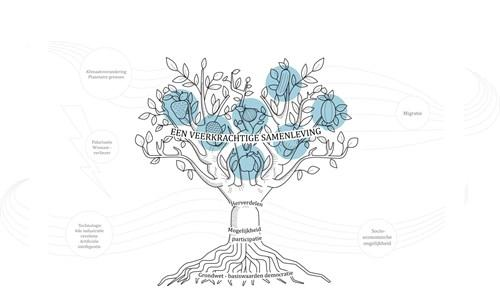 Klimaatverandering
Planetaire grenzen
Migratie
EEN VEERKRACHTIGE SAMENLEVING
Polarisatie
Wantrouwen
Herverdelen
Technologie
4de industriële
revolutie
Artificiële
intelligentie
Mogelijkheid
participatie
Socio-
economische
ongelijkheid
Grondwet - basiswaarden democratie